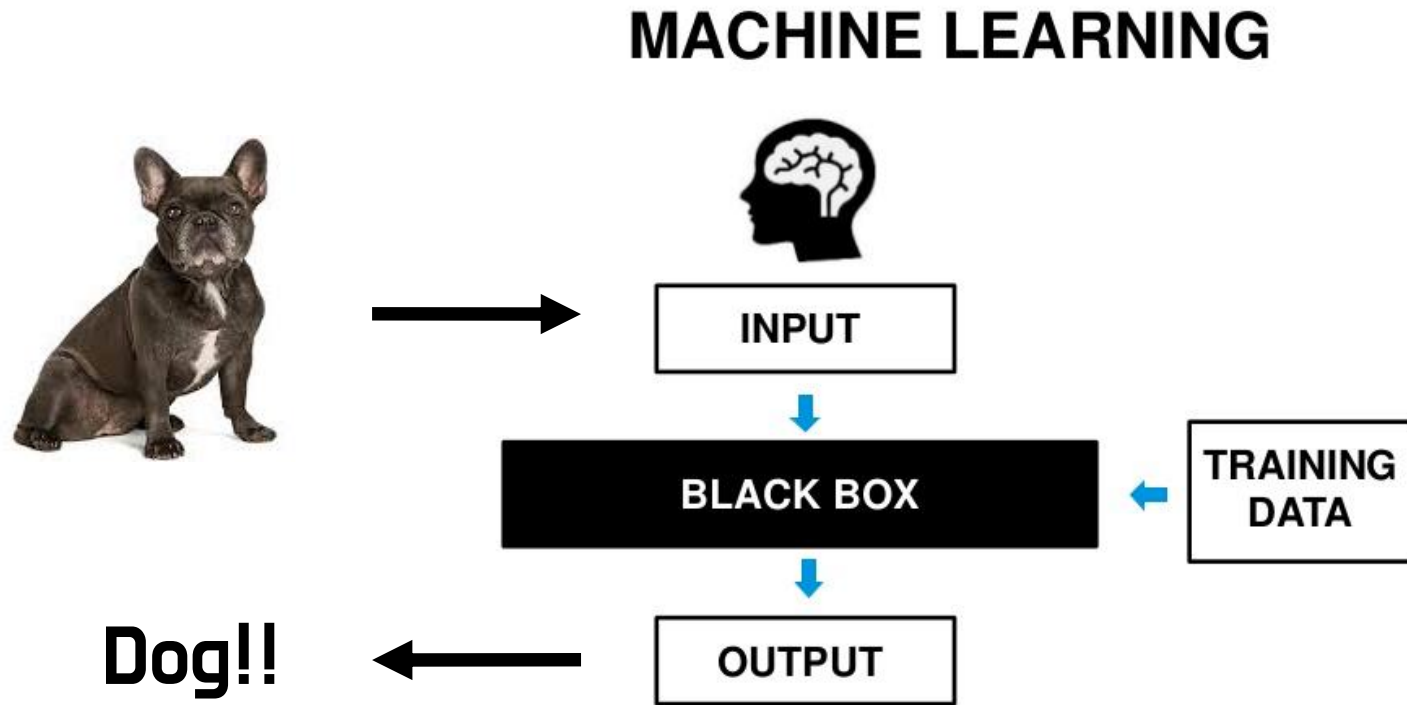 MACHINE LEARNING
INPUT
BLACK BOX
TRAINING
DATA
OUTPUT
Dog!!